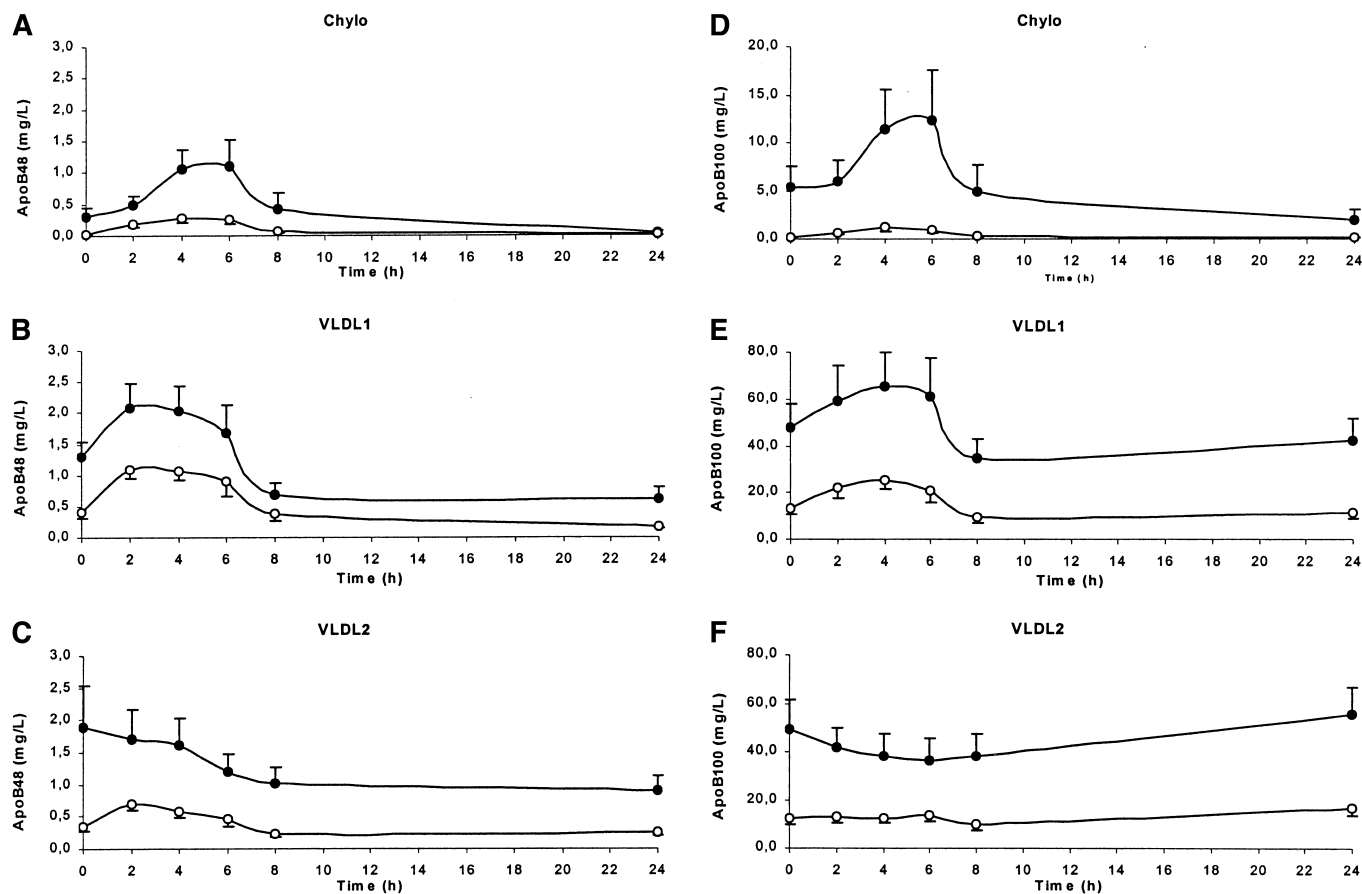 A
Chylo
ApoB48 (mg/L)
3,0
2,5
2,0
1,5
1,0
0,5
0,0
0 2 4 6 8 10 12 14 16 18 20 22 24
Time (h)
B
VLDL1
ApoB48 (mg/L)
3,0
2,5
2,0
1,5
1,0
0,5
0,0
0 2 4 6 8 10 12 14 16 18 20 22 24
Time (h)
C
VLDL2
ApoB48 (mg/L)
3,0
2,5
2,0
1,5
1,0
0,5
0,0
0 2 4 6 8 10 12 14 16 18 20 22 24
Time (h)
D
Chylo
ApoB100 (mg/L)
20,0
15,0
10,0
5,0
0,0
0 2 4 6 8 10 12 14 16 18 20 22 24
Time (h)
E
VLDL1
ApoB100 (mg/L)
80,0
60,0
40,0
20,0
0,0
0 2 4 6 8 10 12 14 16 18 20 22 24
Time (h)
F
VLDL2
ApoB100 (mg/L)
80,0
60,0
40,0
20,0
0,0
0 2 4 6 8 10 12 14 16 18 20 22 24
Time (h)